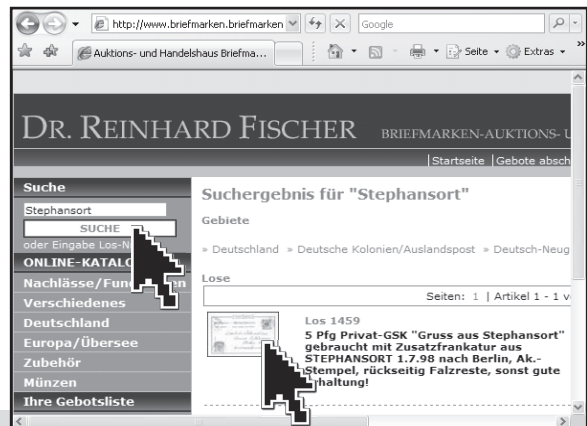 http://www.briefmarken.briefmarken
Google
Auktions- und Handelshaus Briefma...
Seite
Extras
»
DR. REINHARD FISCHER BRIEFMARKEN-AUKTIONS- U
|Startseite |Gebote absch
Suche
Stephansort
SUCHE
oder Eingabe Los-N
ONLINE-KATALO
Nachlässe/Fun en
Verschiedenes
Deutschland
Europa/Übersee
Zubehör
Münzen
Ihre Gebotsliste
Suchergebnis für "Stephansort"
Gebiete
» Deutschland » Deutsche Kolonien/Auslandspost » Deutsch-Neug
Lose
Seiten: 1 | Artikel 1 - 1 v
Los 1459
5 Pfg Privat-GSK "Gruss aus Stephansort"
gebraucht mit Zusatzfrankatur aus
STEPHANSORT 1.7.98 nach Berlin, Ak.-
Stempel, rückseitig Falzreste, sonst gute
rhaltung!